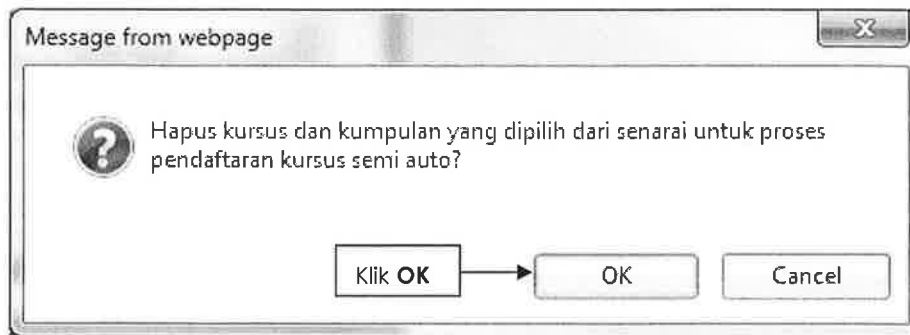 Message from webpage
Hapus kursus dan kumpulan yang dipilih dari senarai untuk proses
pendaftaran kursus semi auto?
Klik OK
OK
Cancel